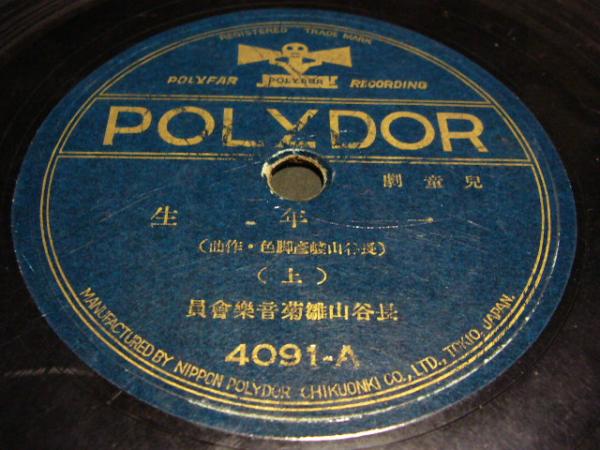 REGISTERED TRADE MARK
POLYFAR POLYDOR RECORDING
POLYDOR
兒童劇
一年生
(長谷山峻彦脚色・作曲)
(上)
長谷山雛菊音樂會員
4091-A
MANUFACTURED BY NIPPON POLYDOR CHIKUONKI CO., LTD., TOKIO, JAPAN.